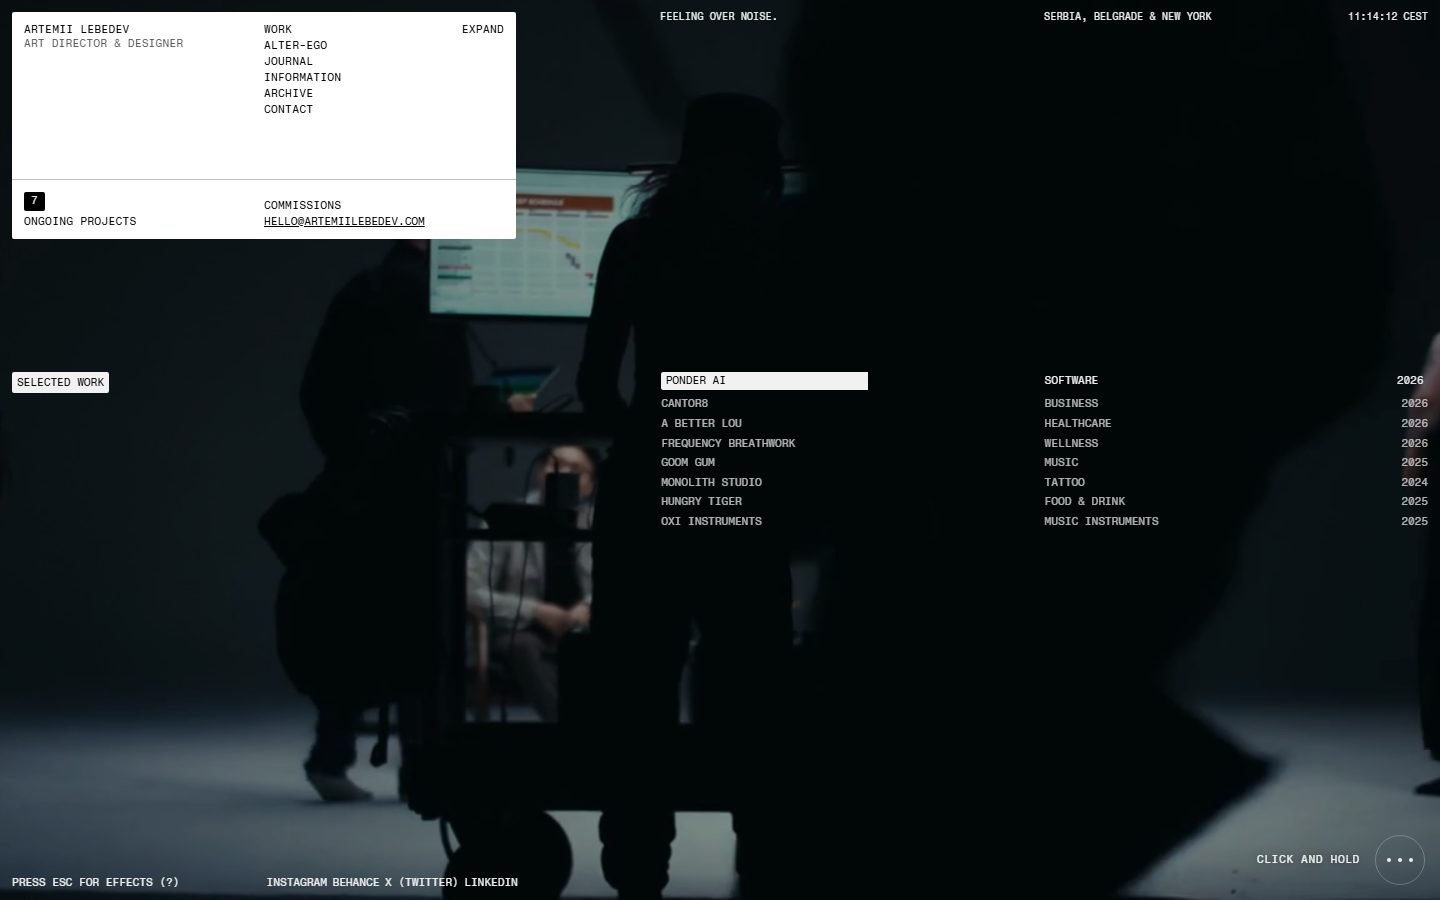 ARTEMII LEBEDEV
ART DIRECTOR & DESIGNER
WORK
ALTER-EGO
JOURNAL
INFORMATION
ARCHIVE
CONTACT
EXPAND
7
ONGOING PROJECTS
COMMISSIONS
HELLO@ARTEMIILEBEDEV.COM
FEELING OVER NOISE.
SERBIA, BELGRADE & NEW YORK
11:14:12 CEST
SELECTED WORK
PONDER AI SOFTWARE 2026
CANTOR8 BUSINESS 2026
A BETTER LOU HEALTHCARE 2026
FREQUENCY BREATHWORK WELLNESS 2026
GOOM GUM MUSIC 2025
MONOLITH STUDIO TATTOO 2024
HUNGRY TIGER FOOD & DRINK 2025
OXI INSTRUMENTS MUSIC INSTRUMENTS 2025
CLICK AND HOLD
PRESS ESC FOR EFFECTS (?)
INSTAGRAM BEHANCE X (TWITTER) LINKEDIN